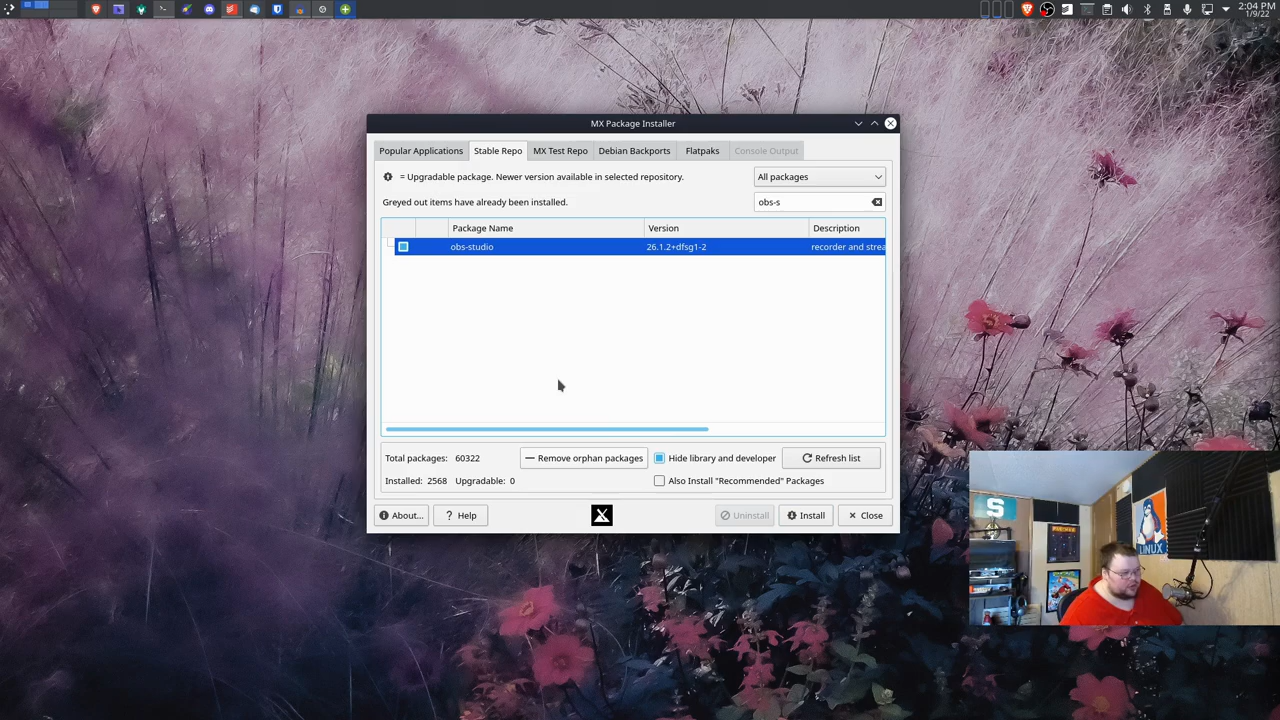 2:04 PM
1/9/22
MX Package Installer
Popular Applications
Stable Repo
MX Test Repo
Debian Backports
Flatpaks
Console Output
= Upgradable package. Newer version available in selected repository.
All packages
Greyed out items have already been installed.
obs-s
Package Name
Version
Description
obs-studio
26.1.2+dfsg1-2
recorder and strea
Total packages: 60322
Remove orphan packages
Hide library and developer
Refresh list
Installed: 2568 Upgradable: 0
Also Install "Recommended" Packages
About...
Help
X
Uninstall
Install
Close
S
LINUX